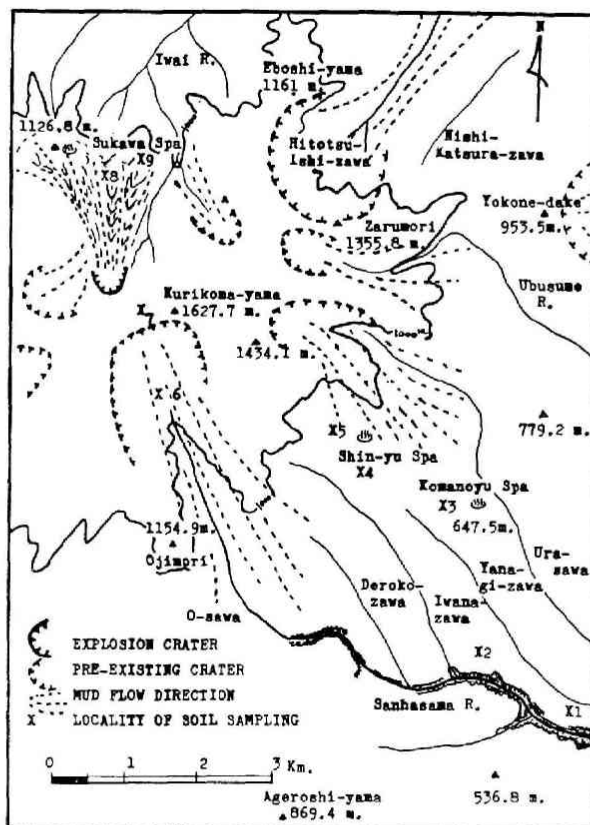 Iwai R.
N
Eboshi-yama
1161 m.
1126.8 m.
Sukawa Spa
X9
X8
Hitotsu-
ishi-zawa
Nishi-
Katsura-zawa
Zarumori
1355.8 m.
Yokone-dake
953.5m.
Ubusume
R.
Kurikoma-yama
1627.7 m.
X
1000m
1434.1 m.
X 6
X5
Shin-yu Spa
X4
779.2 m.
Komanoyu Spa
X3
647.5m.
1154.9m.
Ojimori
O-sawa
Deroko-
zawa
Iwana-
zawa
Yana-
gi-zawa
Ura-
sawa
EXPLOSION CRATER
PRE-EXISTING CRATER
MUD FLOW DIRECTION
X LOCALITY OF SOIL SAMPLING
X2
Sanhasama R.
X1
0 1 2 3 Km.
Ageroshi-yama
869.4 m.
536.8 m.